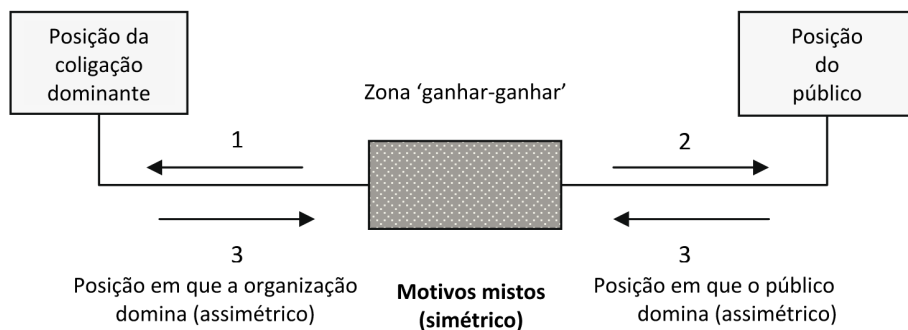 Posição da
coligação
dominante
Posição
do
público
Zona ‘ganhar-ganhar’
1
2
3
Posição em que a organização
domina (assimétrico)
Motivos mistos
(simétrico)
3
Posição em que o público
domina (assimétrico)